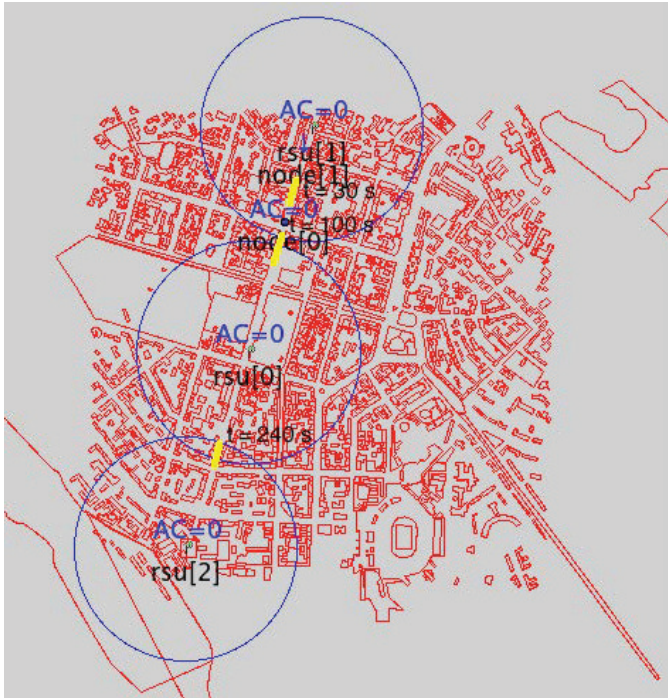 AC=0
rsu[1]
node[1]
t=30 s
AC=0
t=100 s
node[0]
AC=0
rsu[0]
t=240 s
AC=0
rsu[2]